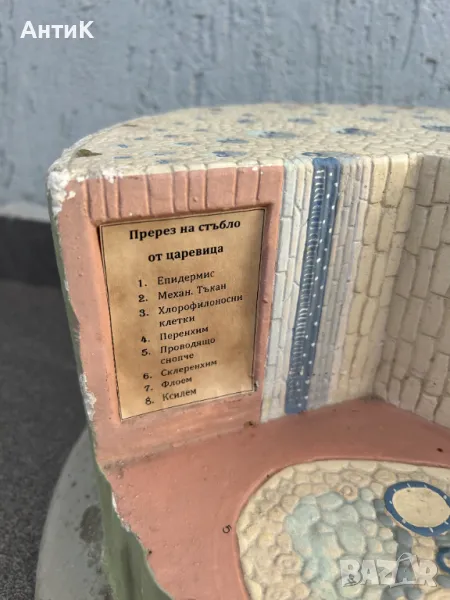 АнтиК
Пререз на стъбло
от царевица
1. Епидермис
2. Механ. Тъкан
3. Хлорофилоносни
клетки
4. Перенхим
5. Проводящо
снопче
6. Склеренхим
7. Флоем
8. Ксилем
BAZAR